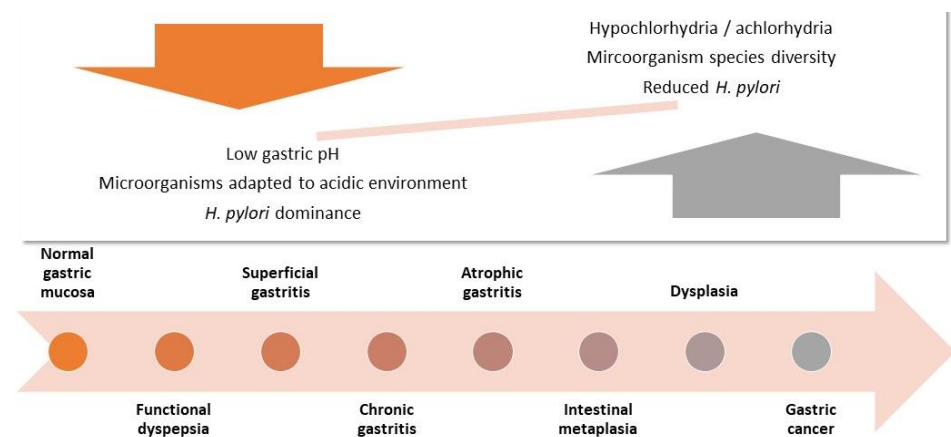 Hypochlorhydria / achlorhydria
Mircoorganism species diversity
Reduced H. pylori
Low gastric pH
Microorganisms adapted to acidic environment
H. pylori dominance
Normal
gastric
mucosa
Superficial
gastritis
Atrophic
gastritis
Dysplasia
Functional
dyspepsia
Chronic
gastritis
Intestinal
metaplasia
Gastric
cancer